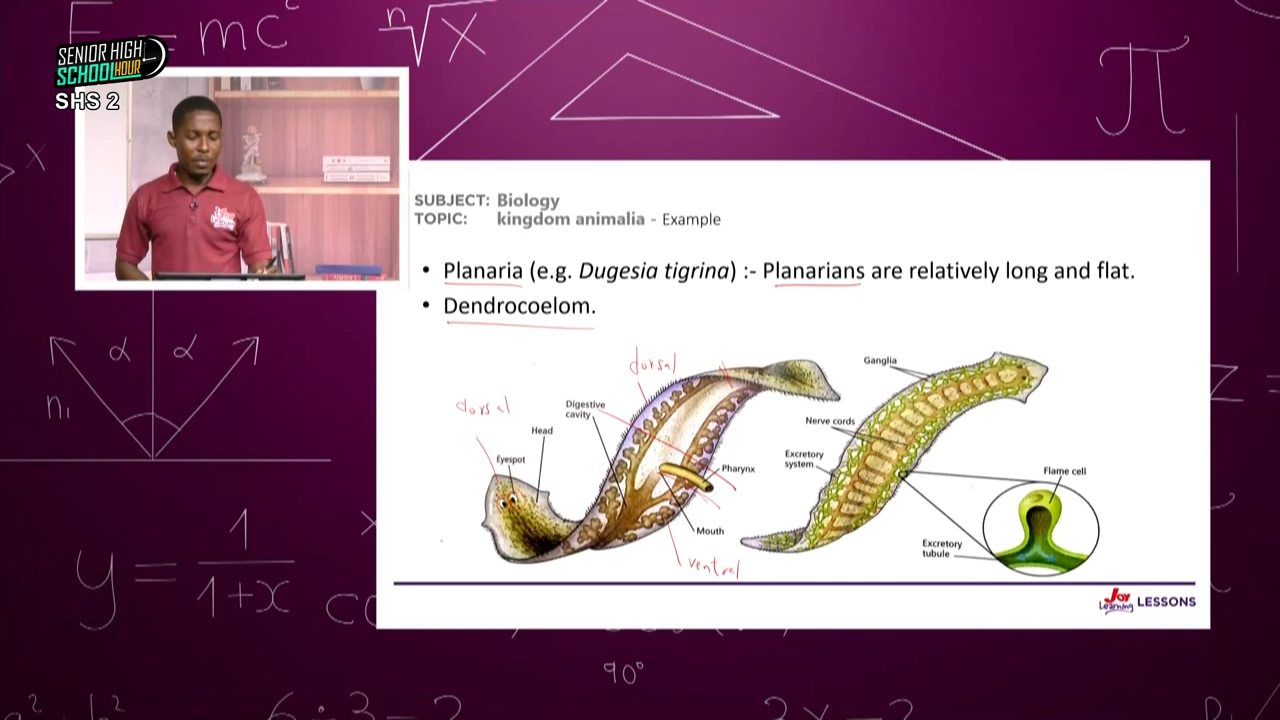 E = mc²
n√x
π
SENIOR HIGH
SCHOOL HOUR
SHS 2
x
SUBJECT: Biology
TOPIC: kingdom animalia - Example
• Planaria (e.g. Dugesia tigrina) :- Planarians are relatively long and flat.
• Dendrocoelom.
α α
n₁
dorsal
dorsal
Digestive
cavity
Head
Eyespot
Pharynx
Mouth
ventral
Ganglia
Nerve cords
Excretory
system
Flame cell
Excretory
tubule
y = 1/1+x
Joy
Learning
LESSONS
90°